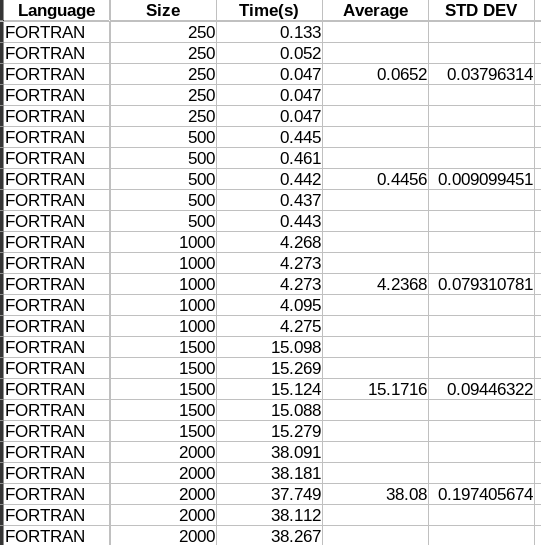 Language Size Time(s) Average STD DEV
FORTRAN 250 0.133
FORTRAN 250 0.052
FORTRAN 250 0.047 0.0652 0.03796314
FORTRAN 250 0.047
FORTRAN 250 0.047
FORTRAN 500 0.445
FORTRAN 500 0.461
FORTRAN 500 0.442 0.4456 0.009099451
FORTRAN 500 0.437
FORTRAN 500 0.443
FORTRAN 1000 4.268
FORTRAN 1000 4.273
FORTRAN 1000 4.273 4.2368 0.079310781
FORTRAN 1000 4.095
FORTRAN 1000 4.275
FORTRAN 1500 15.098
FORTRAN 1500 15.269
FORTRAN 1500 15.124 15.1716 0.09446322
FORTRAN 1500 15.088
FORTRAN 1500 15.279
FORTRAN 2000 38.091
FORTRAN 2000 38.181
FORTRAN 2000 37.749 38.08 0.197405674
FORTRAN 2000 38.112
FORTRAN 2000 38.267